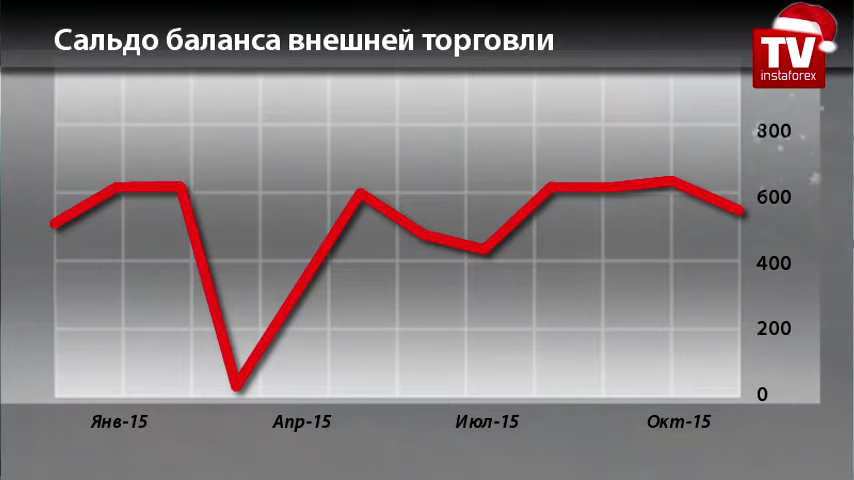 Сальдо баланса внешней торговли
TV
instaforex
800
600
400
200
0
Янв-15
Апр-15
Июл-15
Окт-15